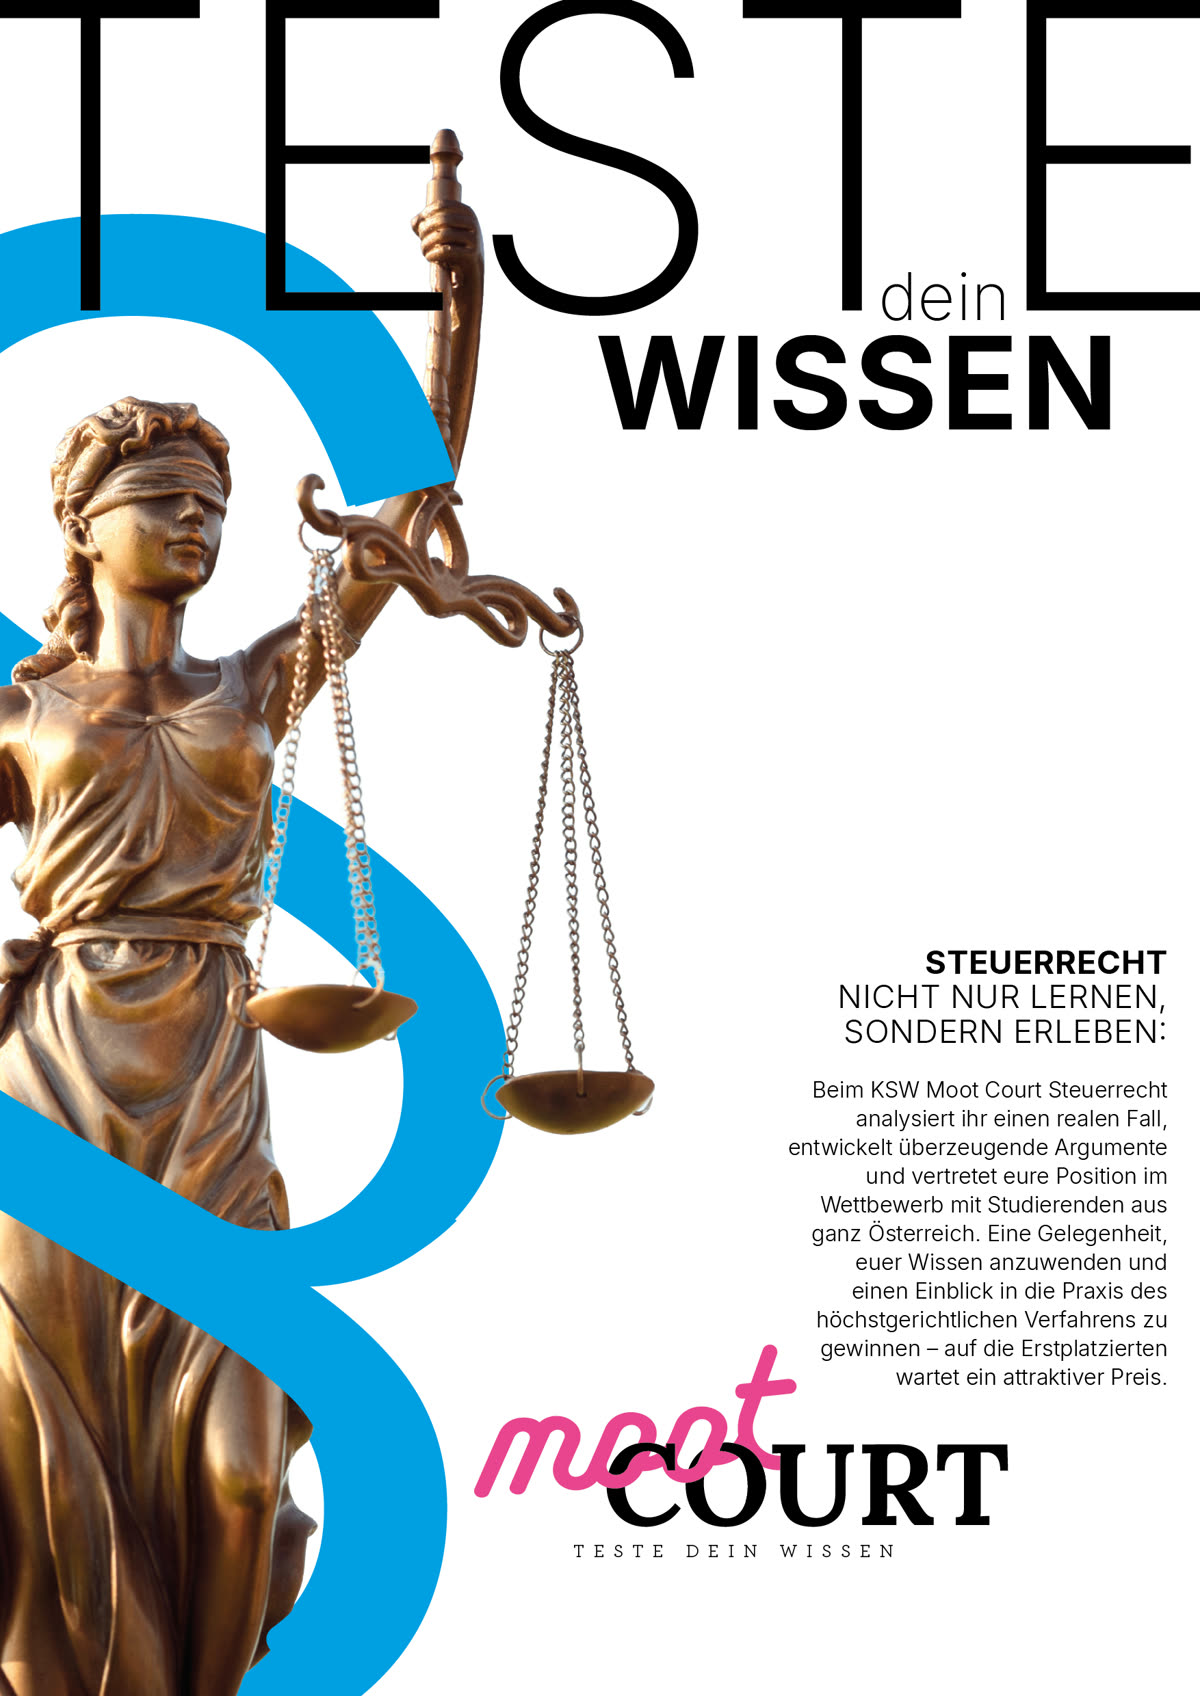 TESTE
dein
WISSEN
STEUERRECHT
NICHT NUR LERNEN,
SONDERN ERLEBEN:
Beim KSW Moot Court Steuerrecht
analysiert ihr einen realen Fall,
entwickelt überzeugende Argumente
und vertretet eure Position im
Wettbewerb mit Studierenden aus
ganz Österreich. Eine Gelegenheit,
euer Wissen anzuwenden und
einen Einblick in die Praxis des
höchstgerichtlichen Verfahrens zu
gewinnen – auf die Erstplatzierten
wartet ein attraktiver Preis.
moot
COURT
TESTE DEIN WISSEN